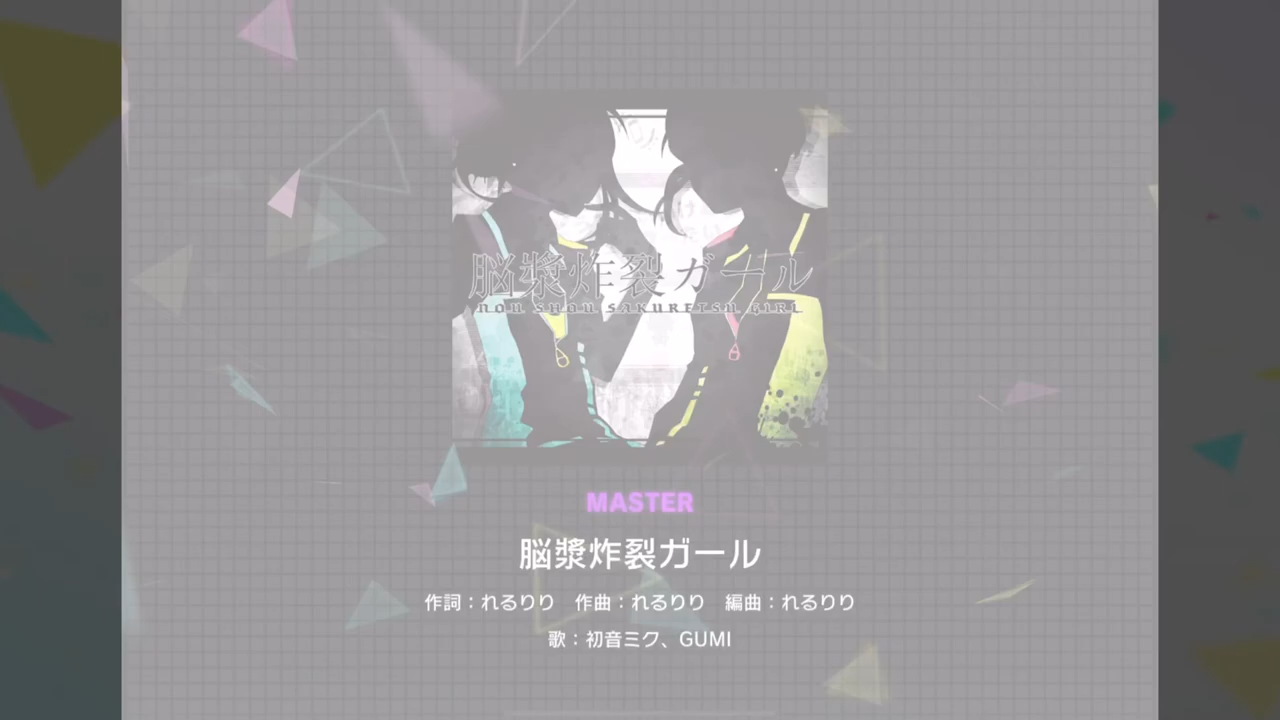 脳漿炸裂ガール
NOU SHOU SAKURETSU GIRL
MASTER
脳漿炸裂ガール
作詞：れるりり　作曲：れるりり　編曲：れるりり
歌：初音ミク、GUMI